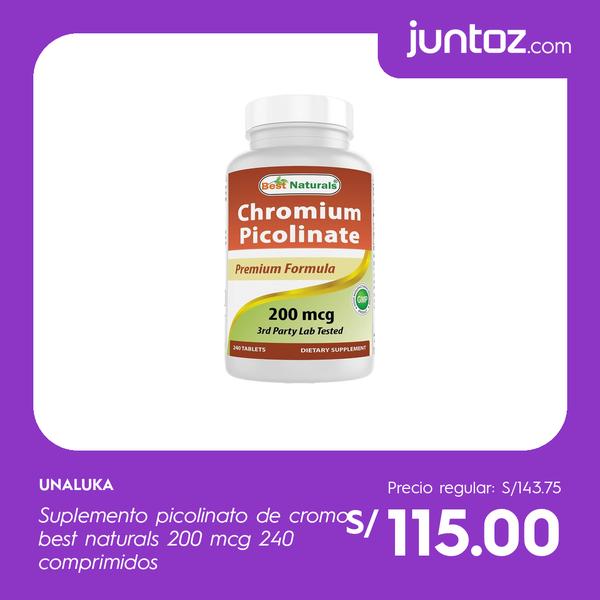 juntoz.com
Best Naturals
Chromium
Picolinate
Premium Formula
GMP
200 mcg
3rd Party Lab Tested
240 TABLETS DIETARY SUPPLEMENT
UNALUKA
Precio regular: S/143.75
Suplemento picolinato de cromo
best naturals 200 mcg 240
comprimidos
S/ 115.00